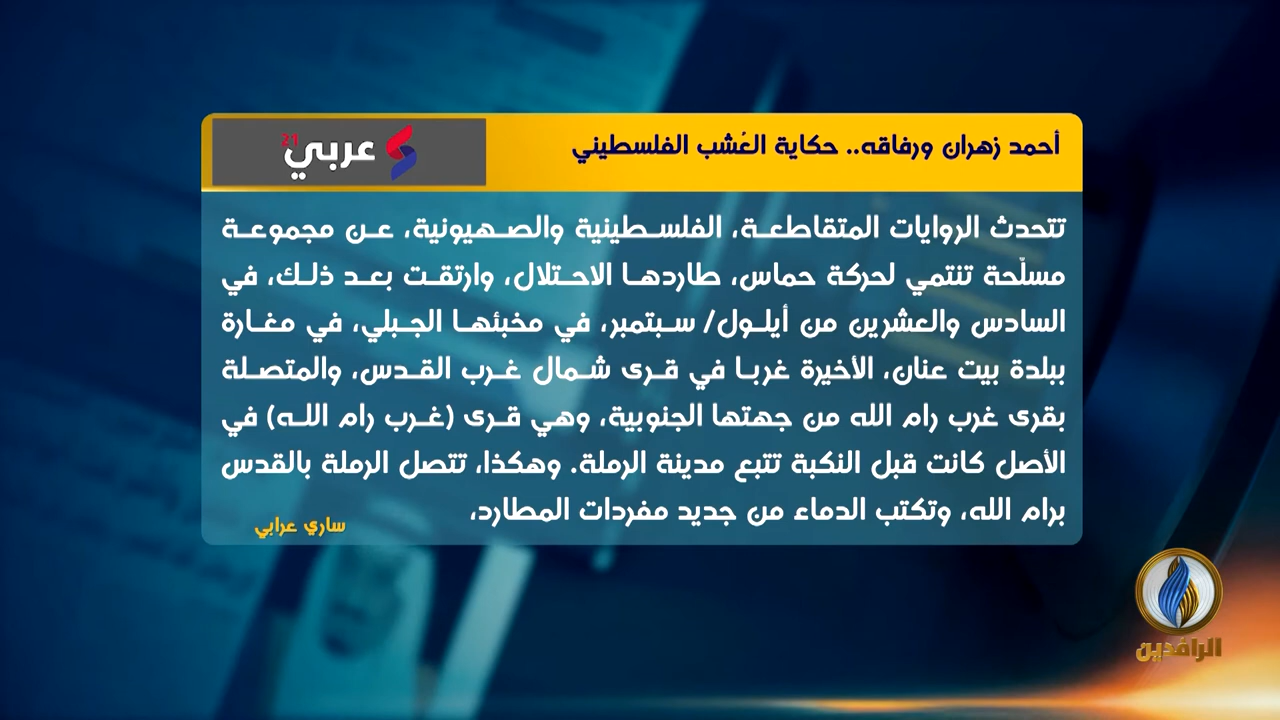 أحمد زهران ورفاقه.. حكاية العُشب الفلسطيني
عربي 21
تتحدث الروايات المتقاطعة، الفلسطينية والصهيونية، عن مجموعة
مسلّحة تنتمي لحركة حماس، طاردها الاحتلال، وارتقت بعد ذلك، في
السادس والعشرين من أيلول/ سبتمبر، في مخبئها الجبلي، في مغارة
ببلدة بيت عنان، الأخيرة غربا في قرى شمال غرب القدس، والمتصلة
بقرى غرب رام الله من جهتها الجنوبية، وهي قرى (غرب رام الله) في
الأصل كانت قبل النكبة تتبع مدينة الرملة. وهكذا، تتصل الرملة بالقدس
برام الله، وتكتب الدماء من جديد مفردات المطارد،
ساري عرابي
الرافدين